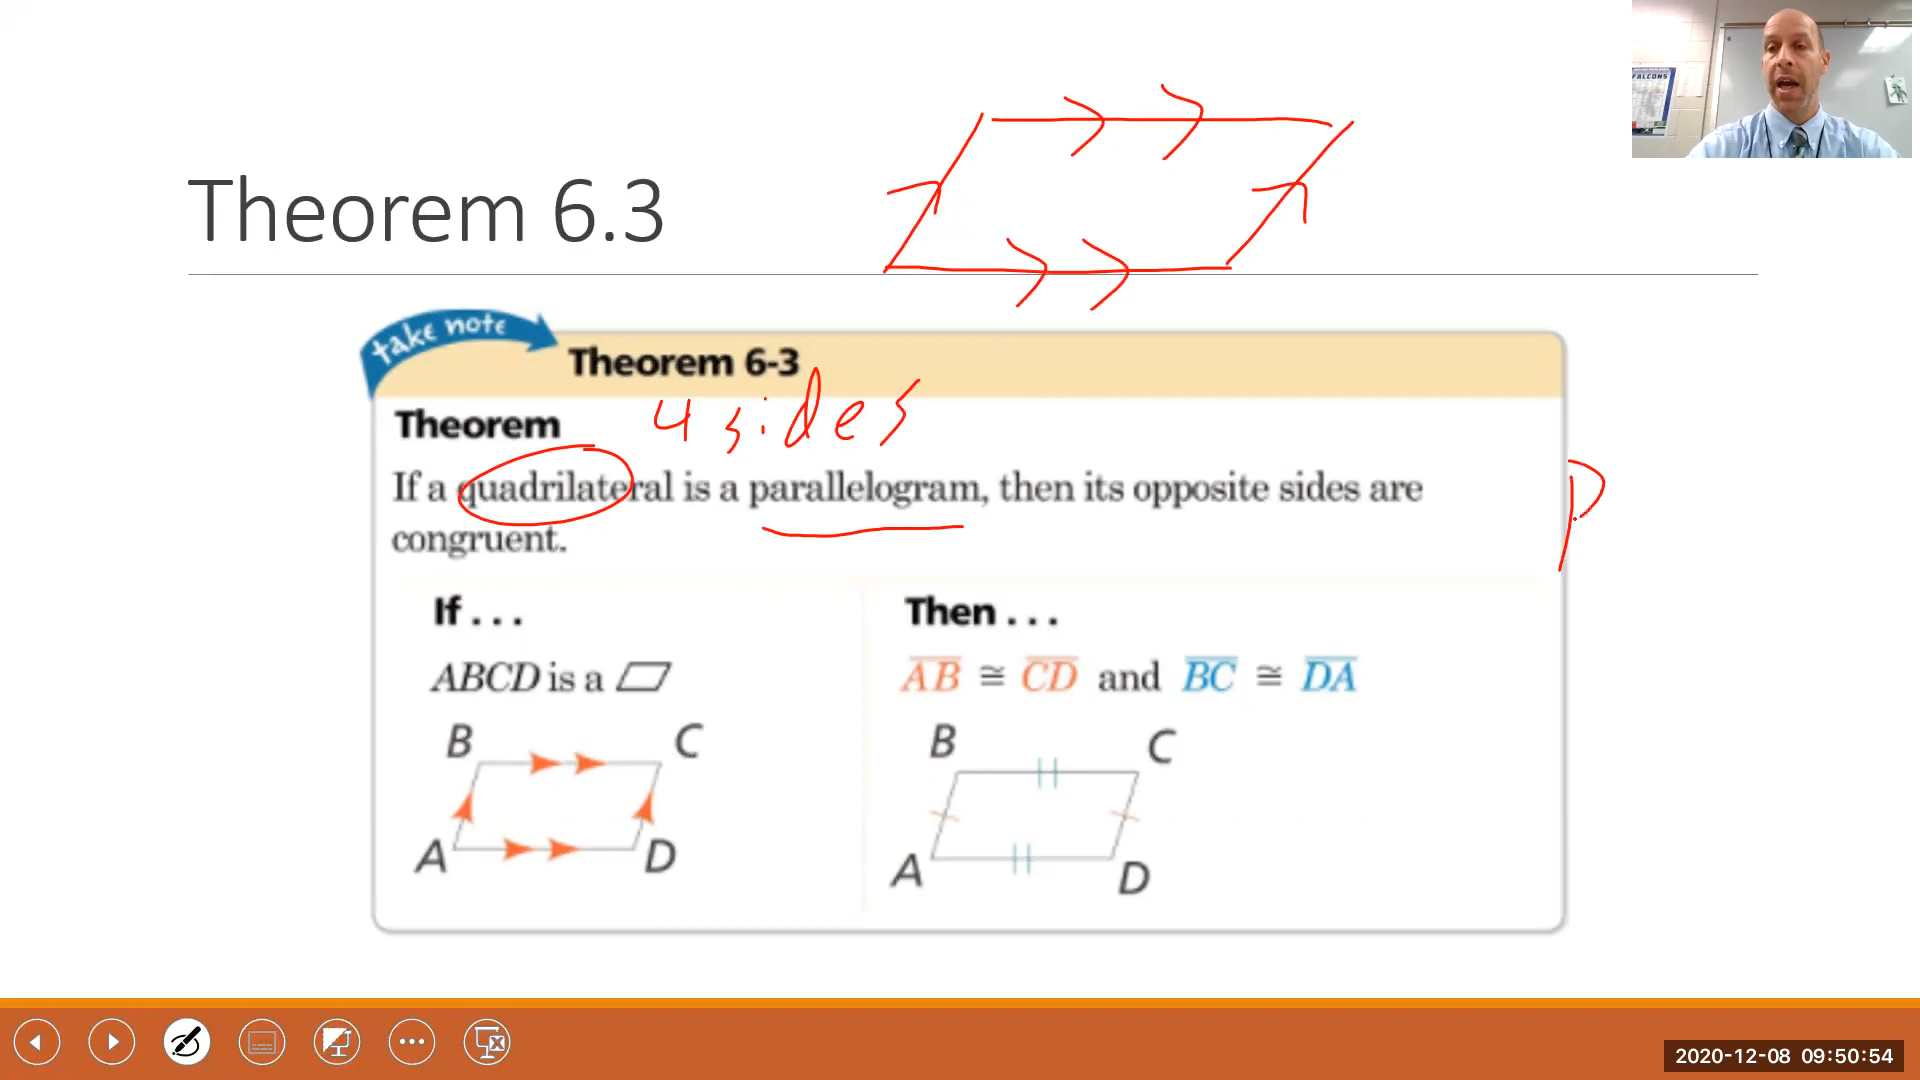 FALCONS
Theorem 6.3
take note
Theorem 6-3
Theorem
4 sides
If a quadrilateral is a parallelogram, then its opposite sides are
congruent.
P
If . . .
Then . . .
ABCD is a ▱
AB ≅ CD and BC ≅ DA
B C
A D
B C
A D
2020-12-08 09:50:54